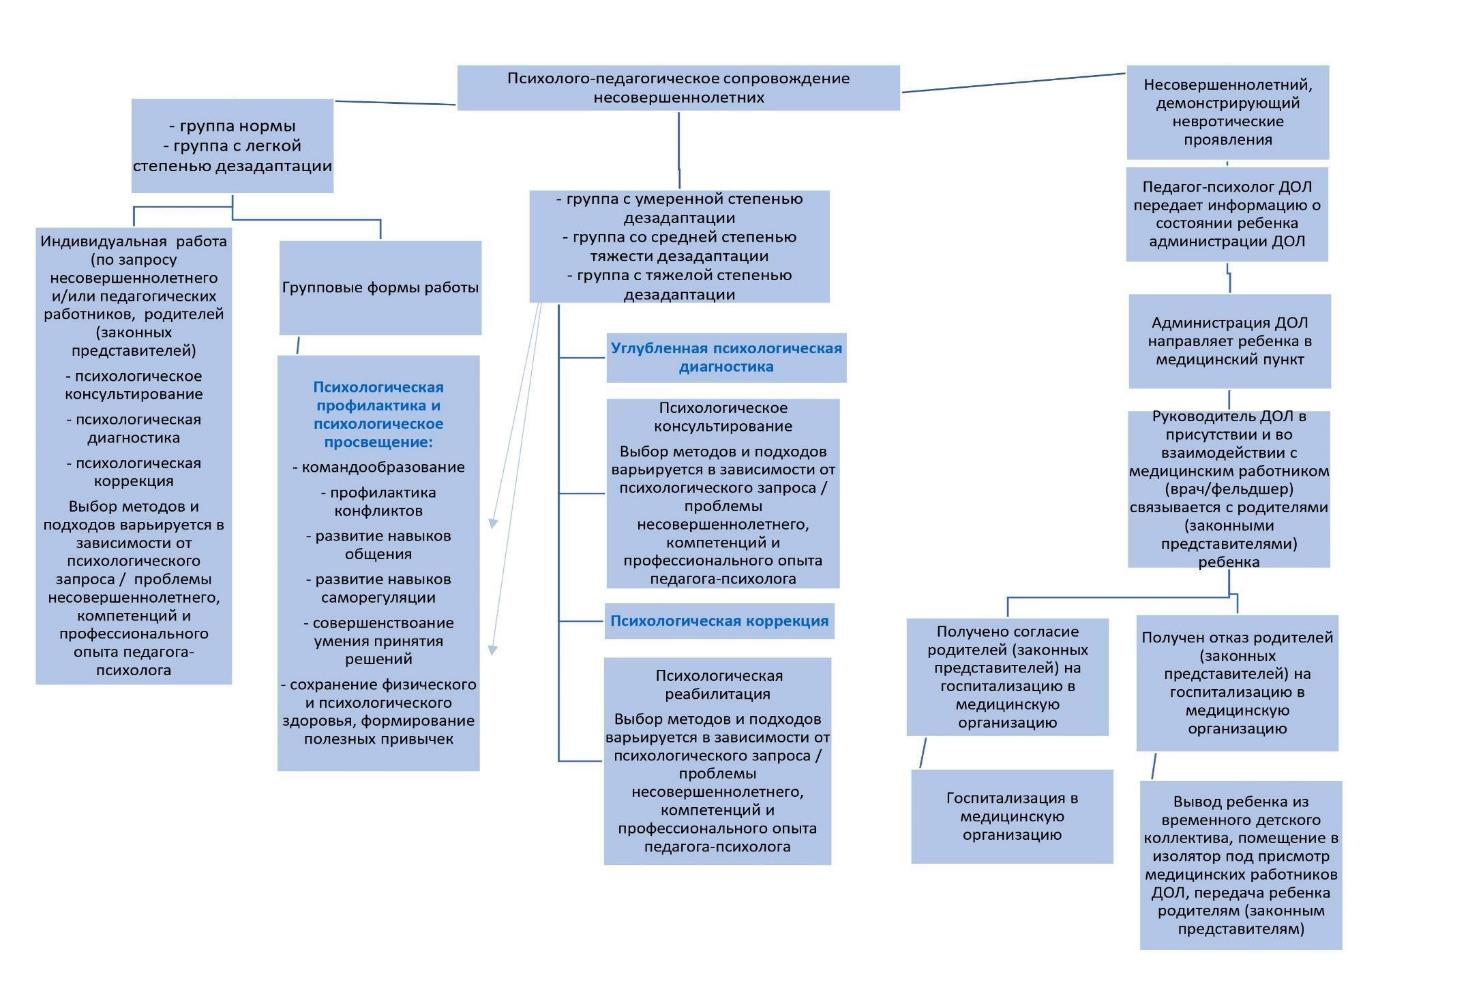 Психолого-педагогическое сопровождение
несовершеннолетних
- группа нормы
- группа с легкой
степенью дезадаптации
Индивидуальная работа
(по запросу
несовершеннолетнего
и/или педагогических
работников, родителей
(законных
представителей)
- психологическое
консультирование
- психологическая
диагностика
- психологическая
коррекция
Выбор методов и
подходов варьируется в
зависимости от
психологического
запроса / проблемы
несовершеннолетнего,
компетенций и
профессионального
опыта педагога-
психолога
Групповые формы работы
Психологическая
профилактика и
психологическое
просвещение:
- командообразование
- профилактика
конфликтов
- развитие навыков
общения
- развитие навыков
саморегуляции
- совершенствоание
умения принятия
решений
- сохранение физического
и психологического
здоровья, формирование
полезных привычек
- группа с умеренной степенью
дезадаптации
- группа со средней степенью
тяжести дезадаптации
- группа с тяжелой степенью
дезадаптации
Углубленная психологическая
диагностика
Психологическое
консультирование
Выбор методов и подходов
варьируется в зависимости от
психологического запроса /
проблемы
несовершеннолетнего,
компетенций и
профессионального опыта
педагога-психолога
Психологическая коррекция
Психологическая
реабилитация
Выбор методов и подходов
варьируется в зависимости от
психологического запроса /
проблемы
несовершеннолетнего,
компетенций и
профессионального опыта
педагога-психолога
Несовершеннолетний,
демонстрирующий
невротические
проявления
Педагог-психолог ДОЛ
передает информацию о
состоянии ребенка
администрации ДОЛ
Администрация ДОЛ
направляет ребенка в
медицинский пункт
Руководитель ДОЛ в
присутствии и во
взаимодействии с
медицинским работником
(врач/фельдшер)
связывается с родителями
(законными
представителями)
ребенка
Получено согласие
родителей (законных
представителей) на
госпитализацию в
медицинскую
организацию
Госпитализация в
медицинскую
организацию
Получен отказ родителей
(законных
представителей) на
госпитализацию в
медицинскую
организацию
Вывод ребенка из
временного детского
коллектива, помещение в
изолятор под присмотр
медицинских работников
ДОЛ, передача ребенка
родителям (законным
представителям)